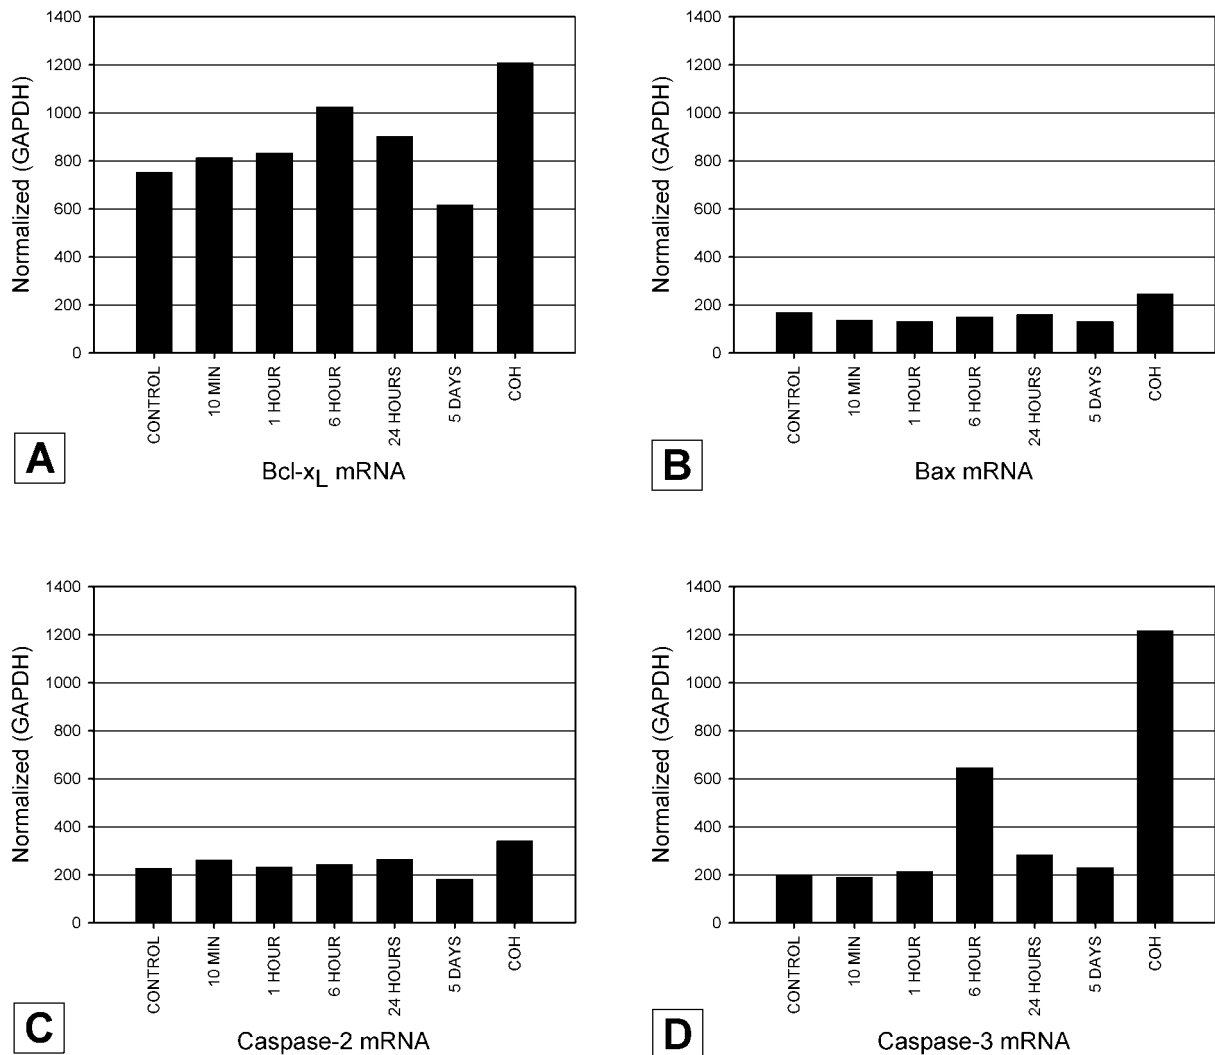 1400
1200
1000
800
600
400
200
0
Normalized (GAPDH)
CONTROL
10 MIN
1 HOUR
6 HOUR
24 HOURS
5 DAYS
COH
A
Bcl-xL mRNA
1400
1200
1000
800
600
400
200
0
Normalized (GAPDH)
CONTROL
10 MIN
1 HOUR
6 HOUR
24 HOURS
5 DAYS
COH
B
Bax mRNA
1400
1200
1000
800
600
400
200
0
Normalized (GAPDH)
CONTROL
10 MIN
1 HOUR
6 HOUR
24 HOURS
5 DAYS
COH
C
Caspase-2 mRNA
1400
1200
1000
800
600
400
200
0
Normalized (GAPDH)
CONTROL
10 MIN
1 HOUR
6 HOUR
24 HOURS
5 DAYS
COH
D
Caspase-3 mRNA